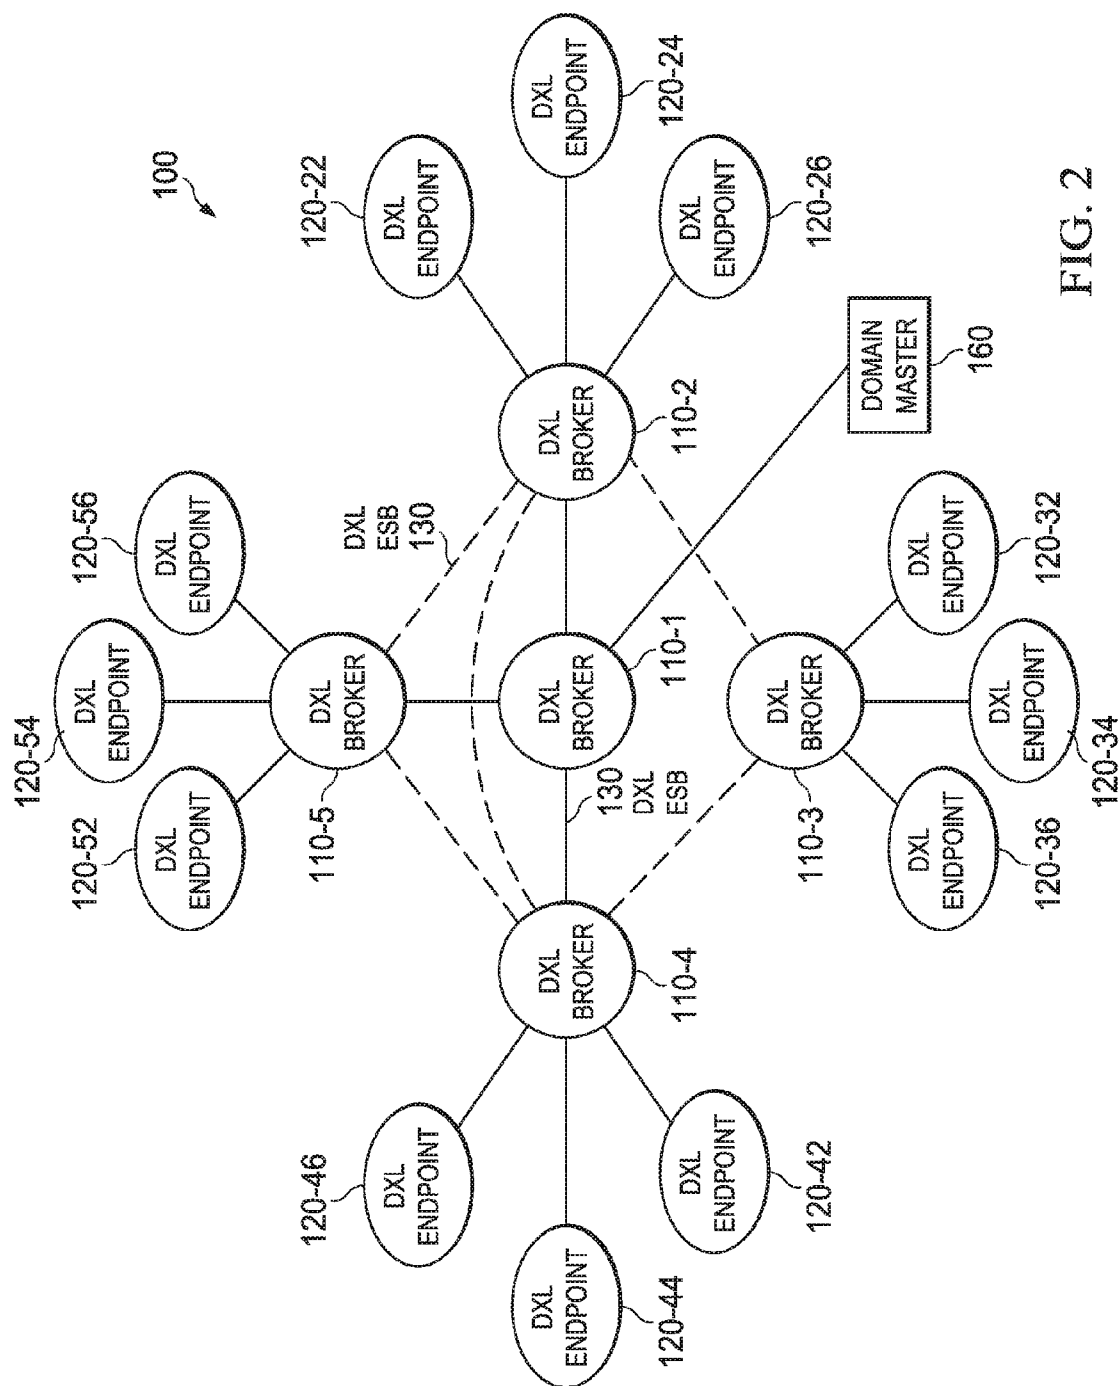 100
120-54
DXL
ENDPOINT
120-52
DXL
ENDPOINT
120-56
DXL
ENDPOINT
110-5
DXL
BROKER
DXL
ESB
130
120-46
DXL
ENDPOINT
120-22
DXL
ENDPOINT
120-44
DXL
ENDPOINT
110-4
DXL
BROKER
130
DXL
ESB
110-1
DXL
BROKER
110-2
DXL
BROKER
120-24
DXL
ENDPOINT
120-42
DXL
ENDPOINT
120-26
DXL
ENDPOINT
110-3
DXL
BROKER
DOMAIN
MASTER
160
120-36
DXL
ENDPOINT
120-34
DXL
ENDPOINT
120-32
DXL
ENDPOINT
FIG. 2